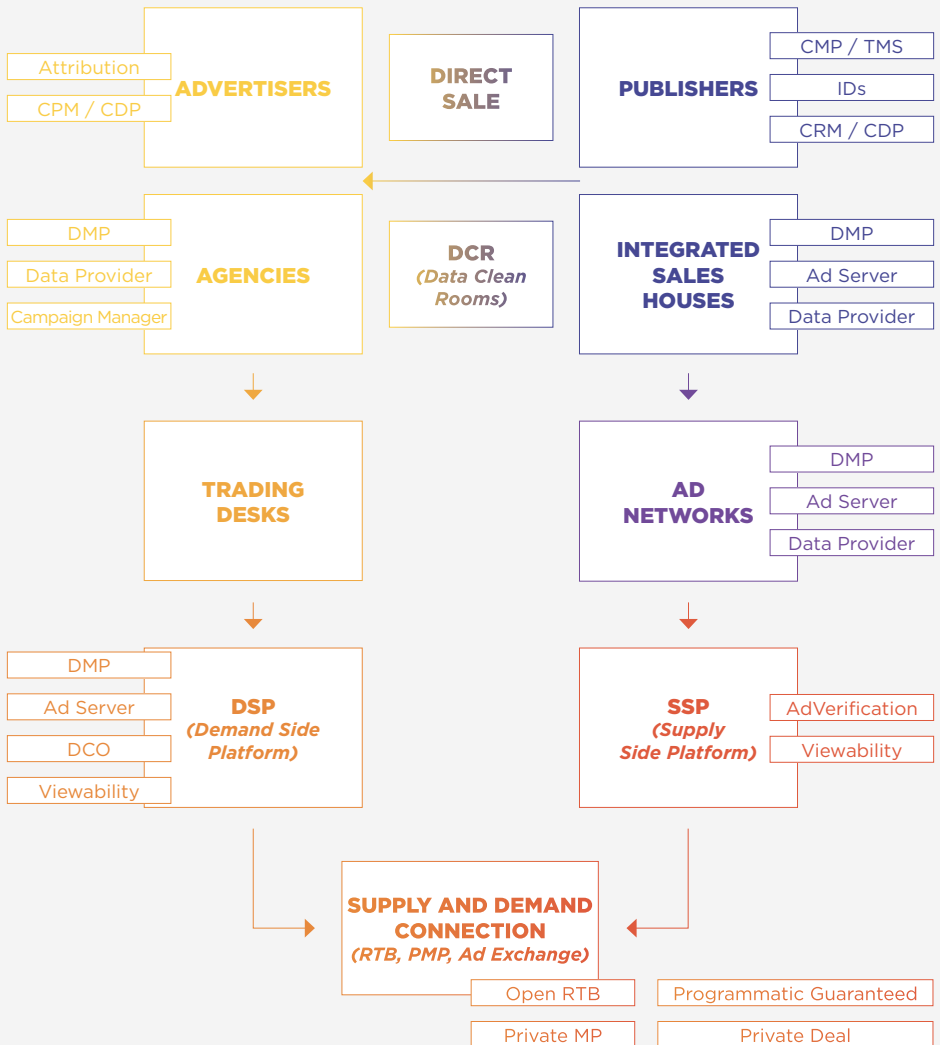 Attribution
CPM / CDP
ADVERTISERS
DIRECT
SALE
PUBLISHERS
CMP / TMS
IDs
CRM / CDP
DMP
Data Provider
Campaign Manager
AGENCIES
DCR
(Data Clean
Rooms)
INTEGRATED
SALES
HOUSES
DMP
Ad Server
Data Provider
TRADING
DESKS
AD
NETWORKS
DMP
Ad Server
Data Provider
DMP
Ad Server
DCO
Viewability
DSP
(Demand Side
Platform)
SSP
(Supply
Side Platform)
AdVerification
Viewability
SUPPLY AND DEMAND
CONNECTION
(RTB, PMP, Ad Exchange)
Open RTB
Programmatic Guaranteed
Private MP
Private Deal